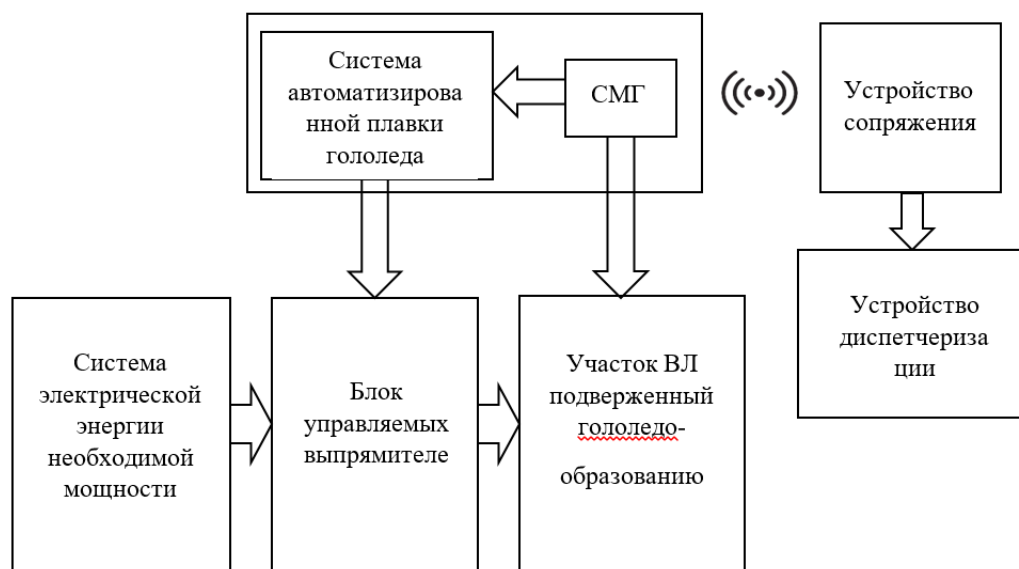 Система
автоматизирова
нной плавки
гололеда
СМГ
Устройство
сопряжения
Устройство
диспетчериза
ции
Система
электрической
энергии
необходимой
мощности
Блок
управляемых
выпрямителе
Участок ВЛ
подверженный
гололедо-
образованию